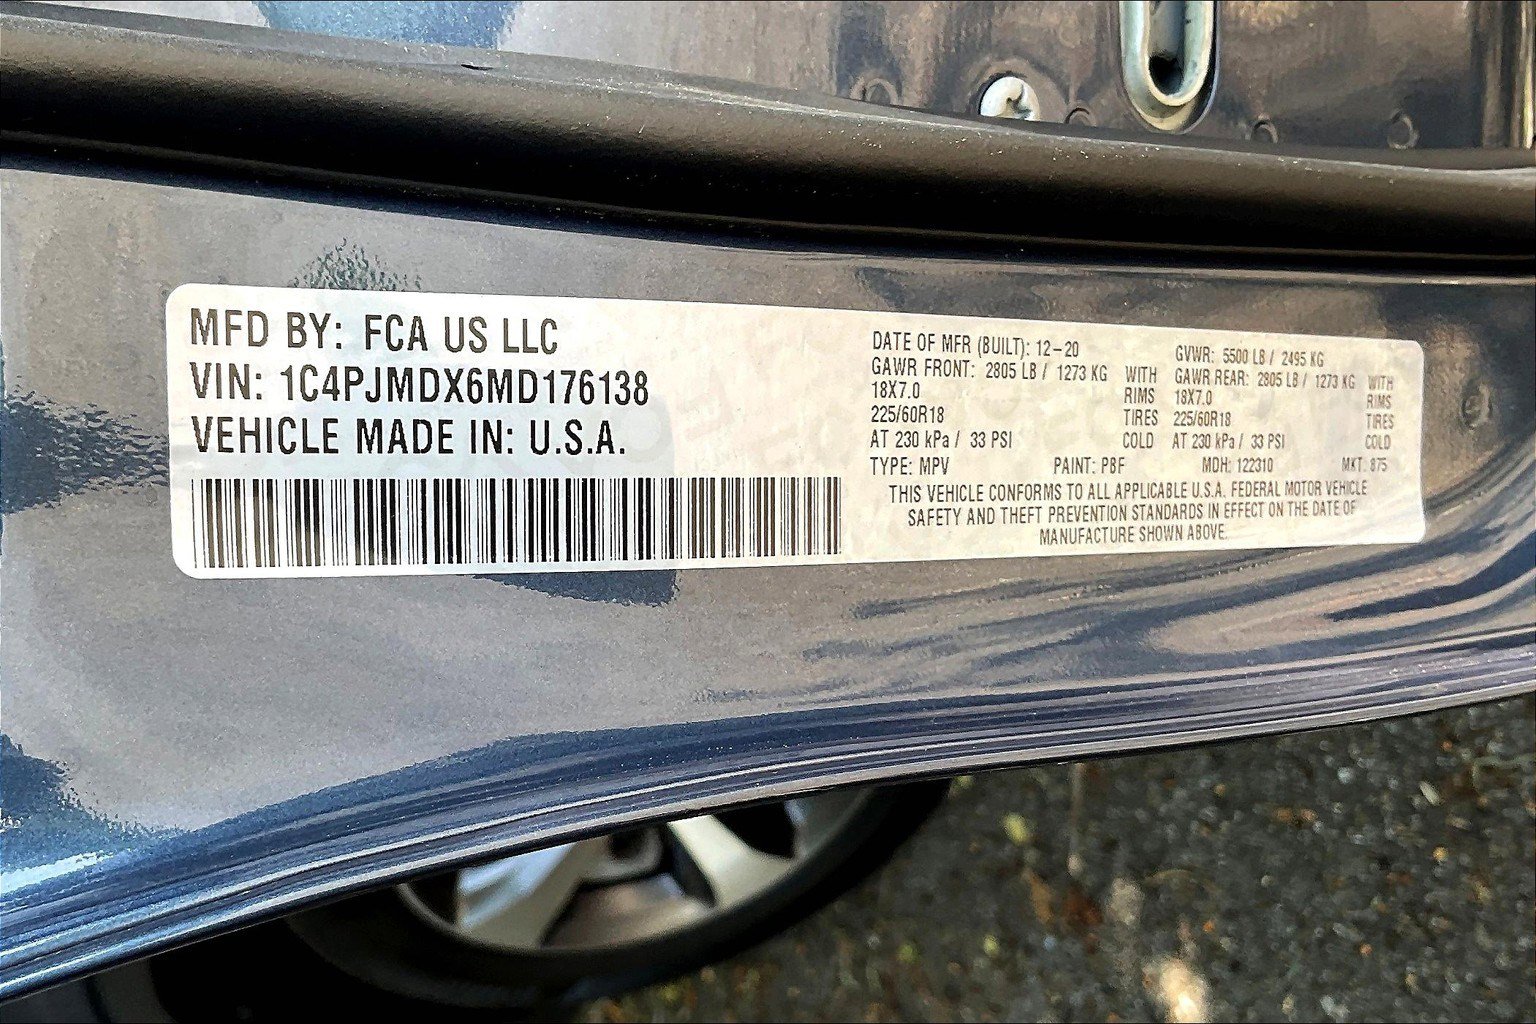 MFD BY: FCA US LLC
VIN: 1C4PJMDX6MD176138
VEHICLE MADE IN: U.S.A.
DATE OF MFR (BUILT): 12-20
GAWR FRONT: 2805 LB / 1273 KG WITH
18X7.0 RIMS
225/60R18 TIRES
AT 230 kPa / 33 PSI COLD
GVWR: 5500 LB / 2495 KG
GAWR REAR: 2805 LB / 1273 KG WITH
18X7.0 RIMS
225/60R18 TIRES
AT 230 kPa / 33 PSI COLD
TYPE: MPV PAINT: PBF MDH: 122310 MKT: 875
THIS VEHICLE CONFORMS TO ALL APPLICABLE U.S.A. FEDERAL MOTOR VEHICLE
SAFETY AND THEFT PREVENTION STANDARDS IN EFFECT ON THE DATE OF
MANUFACTURE SHOWN ABOVE.